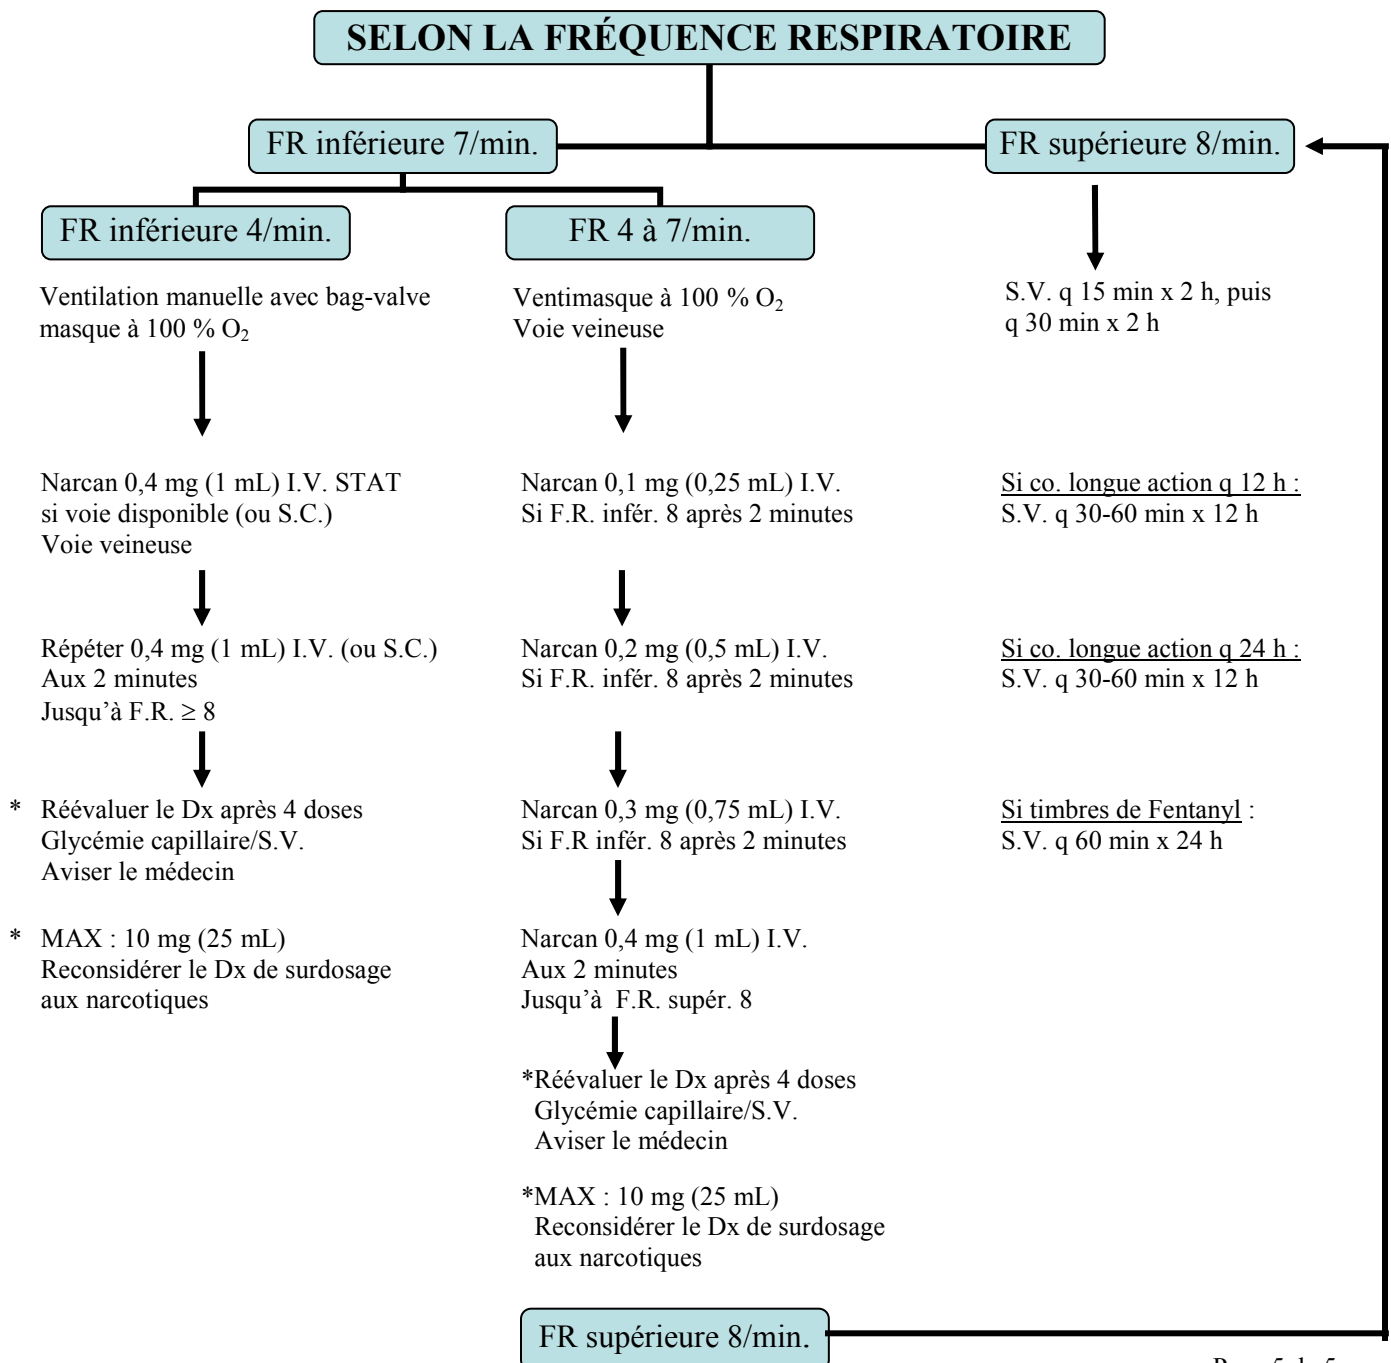 SELON LA FRÉQUENCE RESPIRATOIRE
FR inférieure 7/min.
FR supérieure 8/min.
FR inférieure 4/min.
FR 4 à 7/min.
Ventilation manuelle avec bag-valve
masque à 100 % O₂
Narcan 0,4 mg (1 mL) I.V. STAT
si voie disponible (ou S.C.)
Voie veineuse
Répéter 0,4 mg (1 mL) I.V. (ou S.C.)
Aux 2 minutes
Jusqu’à F.R. ≥ 8
* Réévaluer le Dx après 4 doses
Glycémie capillaire/S.V.
Aviser le médecin
* MAX : 10 mg (25 mL)
Reconsidérer le Dx de surdosage
aux narcotiques
Ventimasque à 100 % O₂
Voie veineuse
Narcan 0,1 mg (0,25 mL) I.V.
Si F.R. infér. 8 après 2 minutes
Narcan 0,2 mg (0,5 mL) I.V.
Si F.R. infér. 8 après 2 minutes
Narcan 0,3 mg (0,75 mL) I.V.
Si F.R infér. 8 après 2 minutes
Narcan 0,4 mg (1 mL) I.V.
Aux 2 minutes
Jusqu’à F.R. supér. 8
*Réévaluer le Dx après 4 doses
Glycémie capillaire/S.V.
Aviser le médecin
*MAX : 10 mg (25 mL)
Reconsidérer le Dx de surdosage
aux narcotiques
FR supérieure 8/min.
S.V. q 15 min x 2 h, puis
q 30 min x 2 h
Si co. longue action q 12 h :
S.V. q 30-60 min x 12 h
Si co. longue action q 24 h :
S.V. q 30-60 min x 12 h
Si timbres de Fentanyl :
S.V. q 60 min x 24 h